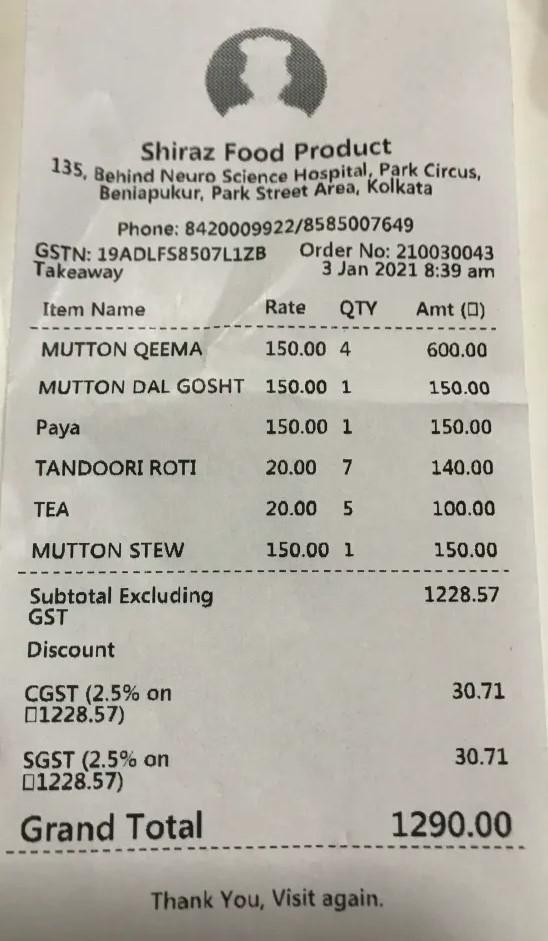 Shiraz Food Product
135, Behind Neuro Science Hospital, Park Circus,
Beniapukur, Park Street Area, Kolkata
Phone: 8420009922/8585007649
GSTN: 19ADLFS8507L1ZB Order No: 210030043
Takeaway 3 Jan 2021 8:39 am
Item Name Rate QTY Amt (□)
MUTTON QEEMA 150.00 4 600.00
MUTTON DAL GOSHT 150.00 1 150.00
Paya 150.00 1 150.00
TANDOORI ROTI 20.00 7 140.00
TEA 20.00 5 100.00
MUTTON STEW 150.00 1 150.00
Subtotal Excluding 1228.57
GST
Discount
CGST (2.5% on 30.71
□1228.57)
SGST (2.5% on 30.71
□1228.57)
Grand Total 1290.00
Thank You, Visit again.